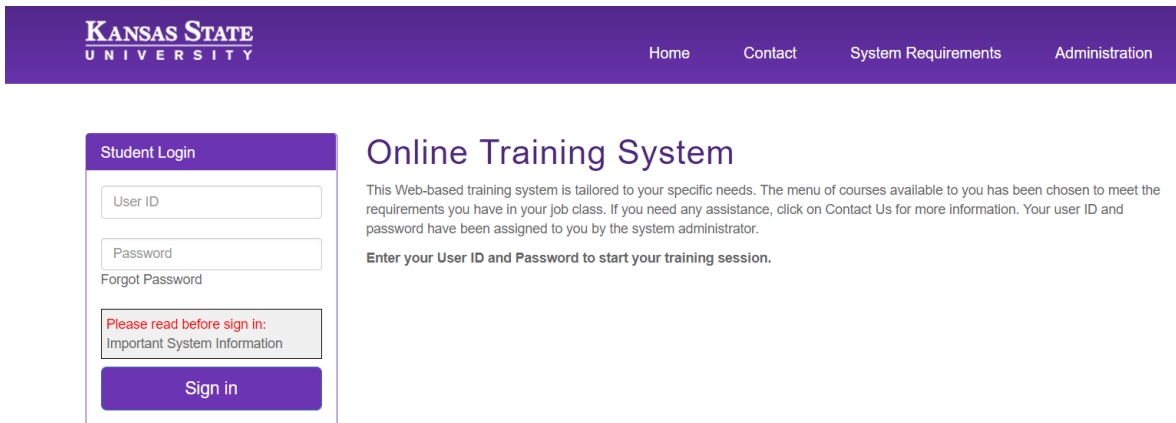 KANSAS STATE
UNIVERSITY
Home Contact System Requirements Administration
Student Login
User ID
Password
Forgot Password
Please read before sign in:
Important System Information
Sign in
Online Training System
This Web-based training system is tailored to your specific needs. The menu of courses available to you has been chosen to meet the
requirements you have in your job class. If you need any assistance, click on Contact Us for more information. Your user ID and
password have been assigned to you by the system administrator.
Enter your User ID and Password to start your training session.